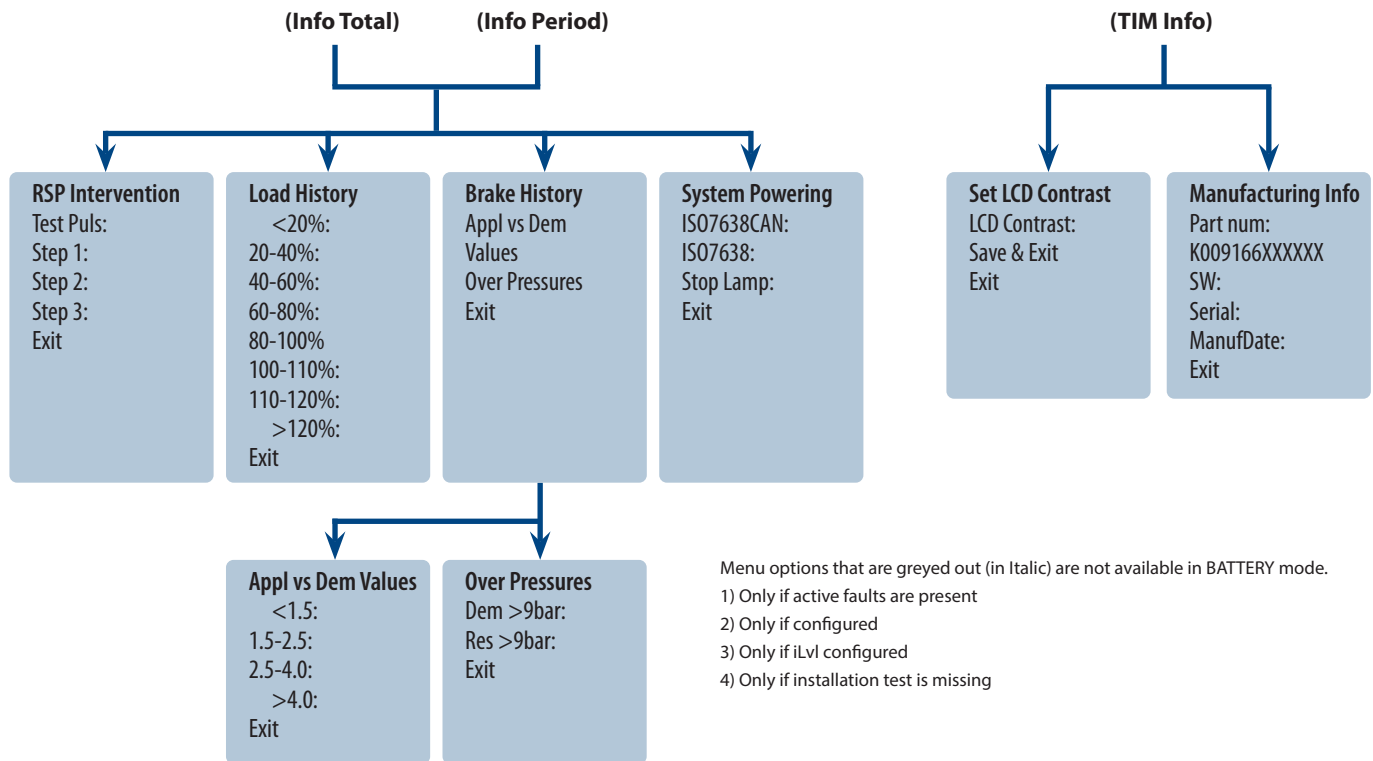 (Info Total)
(Info Period)
(TIM Info)
RSP Intervention
Test Puls:
Step 1:
Step 2:
Step 3:
Exit
Load History
<20%:
20-40%:
40-60%:
60-80%:
80-100%
100-110%:
110-120%:
>120%:
Exit
Brake History
Appl vs Dem
Values
Over Pressures
Exit
System Powering
ISO7638CAN:
ISO7638:
Stop Lamp:
Exit
Set LCD Contrast
LCD Contrast:
Save & Exit
Exit
Manufacturing Info
Part num:
K009166XXXXXX
SW:
Serial:
ManufDate:
Exit
Appl vs Dem Values
<1.5:
1.5-2.5:
2.5-4.0:
>4.0:
Exit
Over Pressures
Dem >9bar:
Res >9bar:
Exit
Menu options that are greyed out (in Italic) are not available in BATTERY mode.
1) Only if active faults are present
2) Only if configured
3) Only if iLvl configured
4) Only if installation test is missing